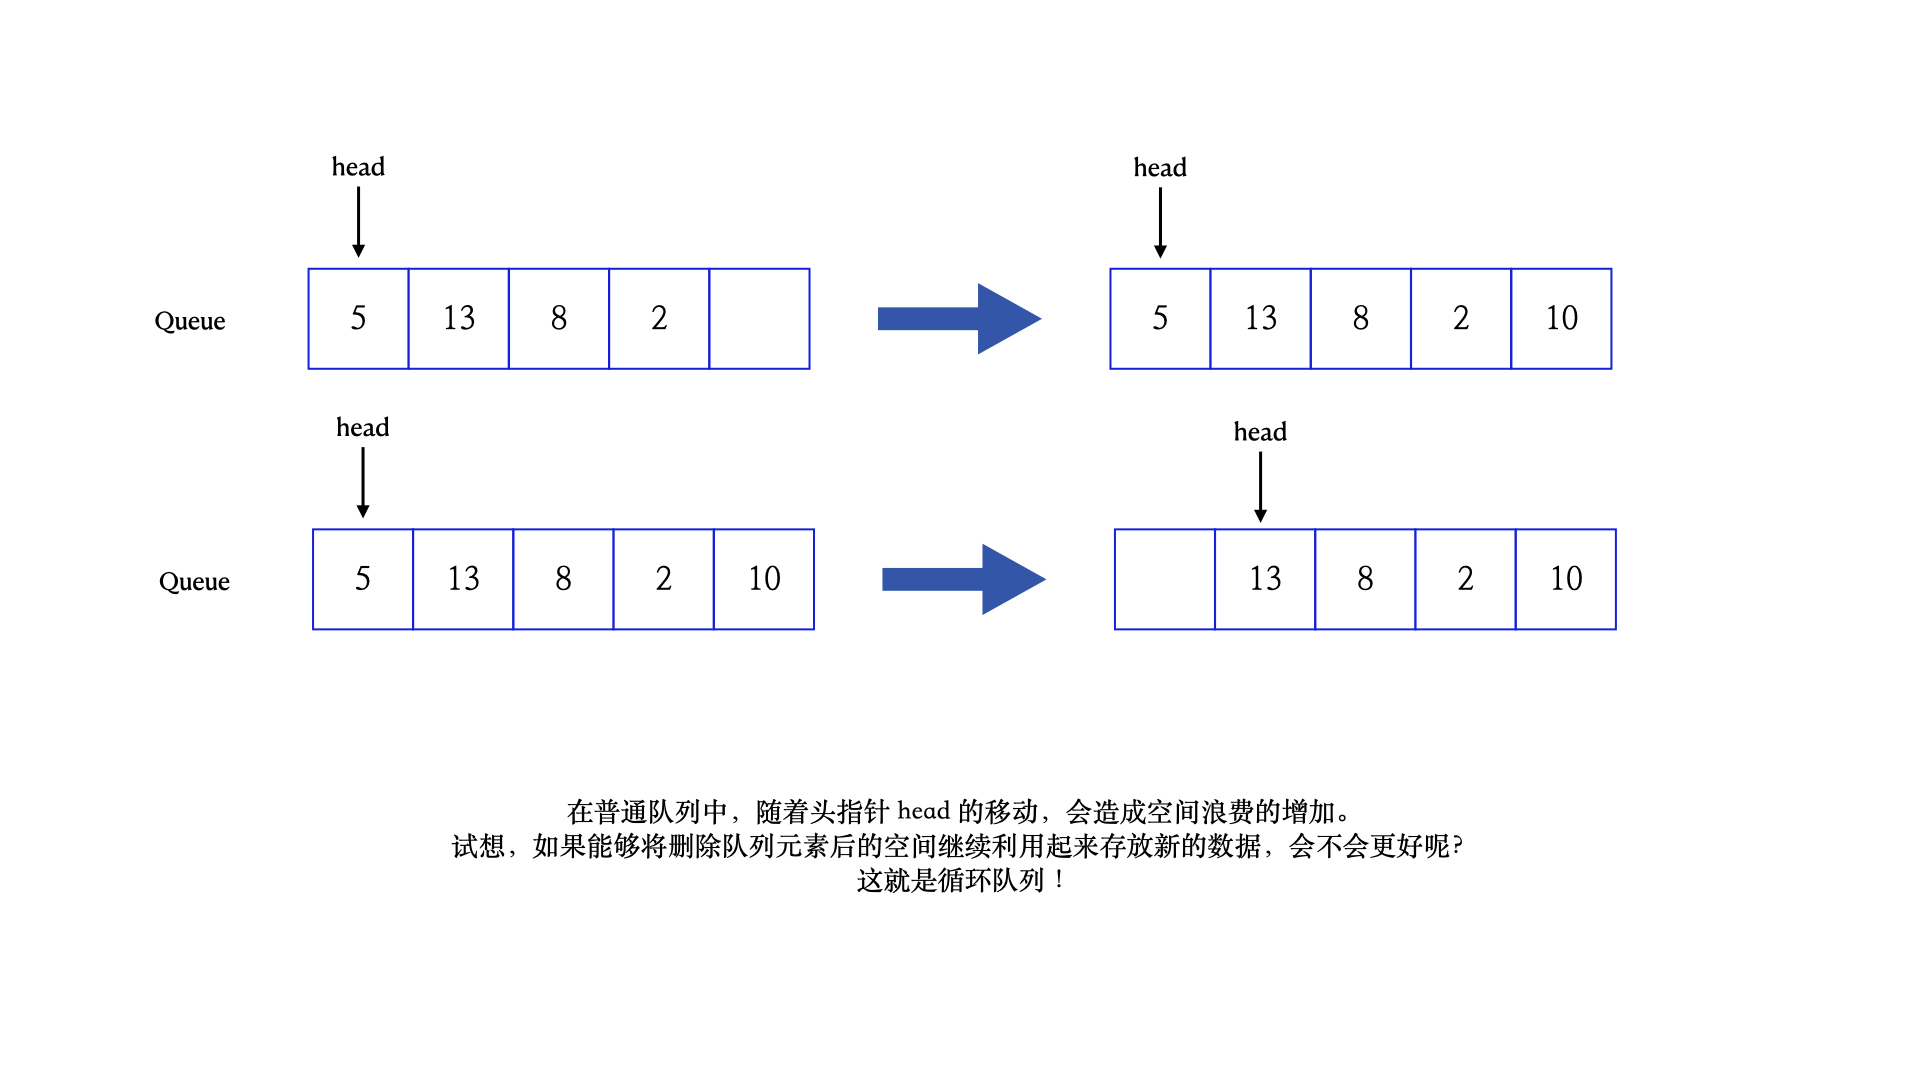 head
head
Queue
5 13 8 2
5 13 8 2 10
head
head
Queue
5 13 8 2 10
13 8 2 10
在普通队列中，随着头指针 head 的移动，会造成空间浪费的增加。
试想，如果能够将删除队列元素后的空间继续利用起来存放新的数据，会不会更好呢？
这就是循环队列！